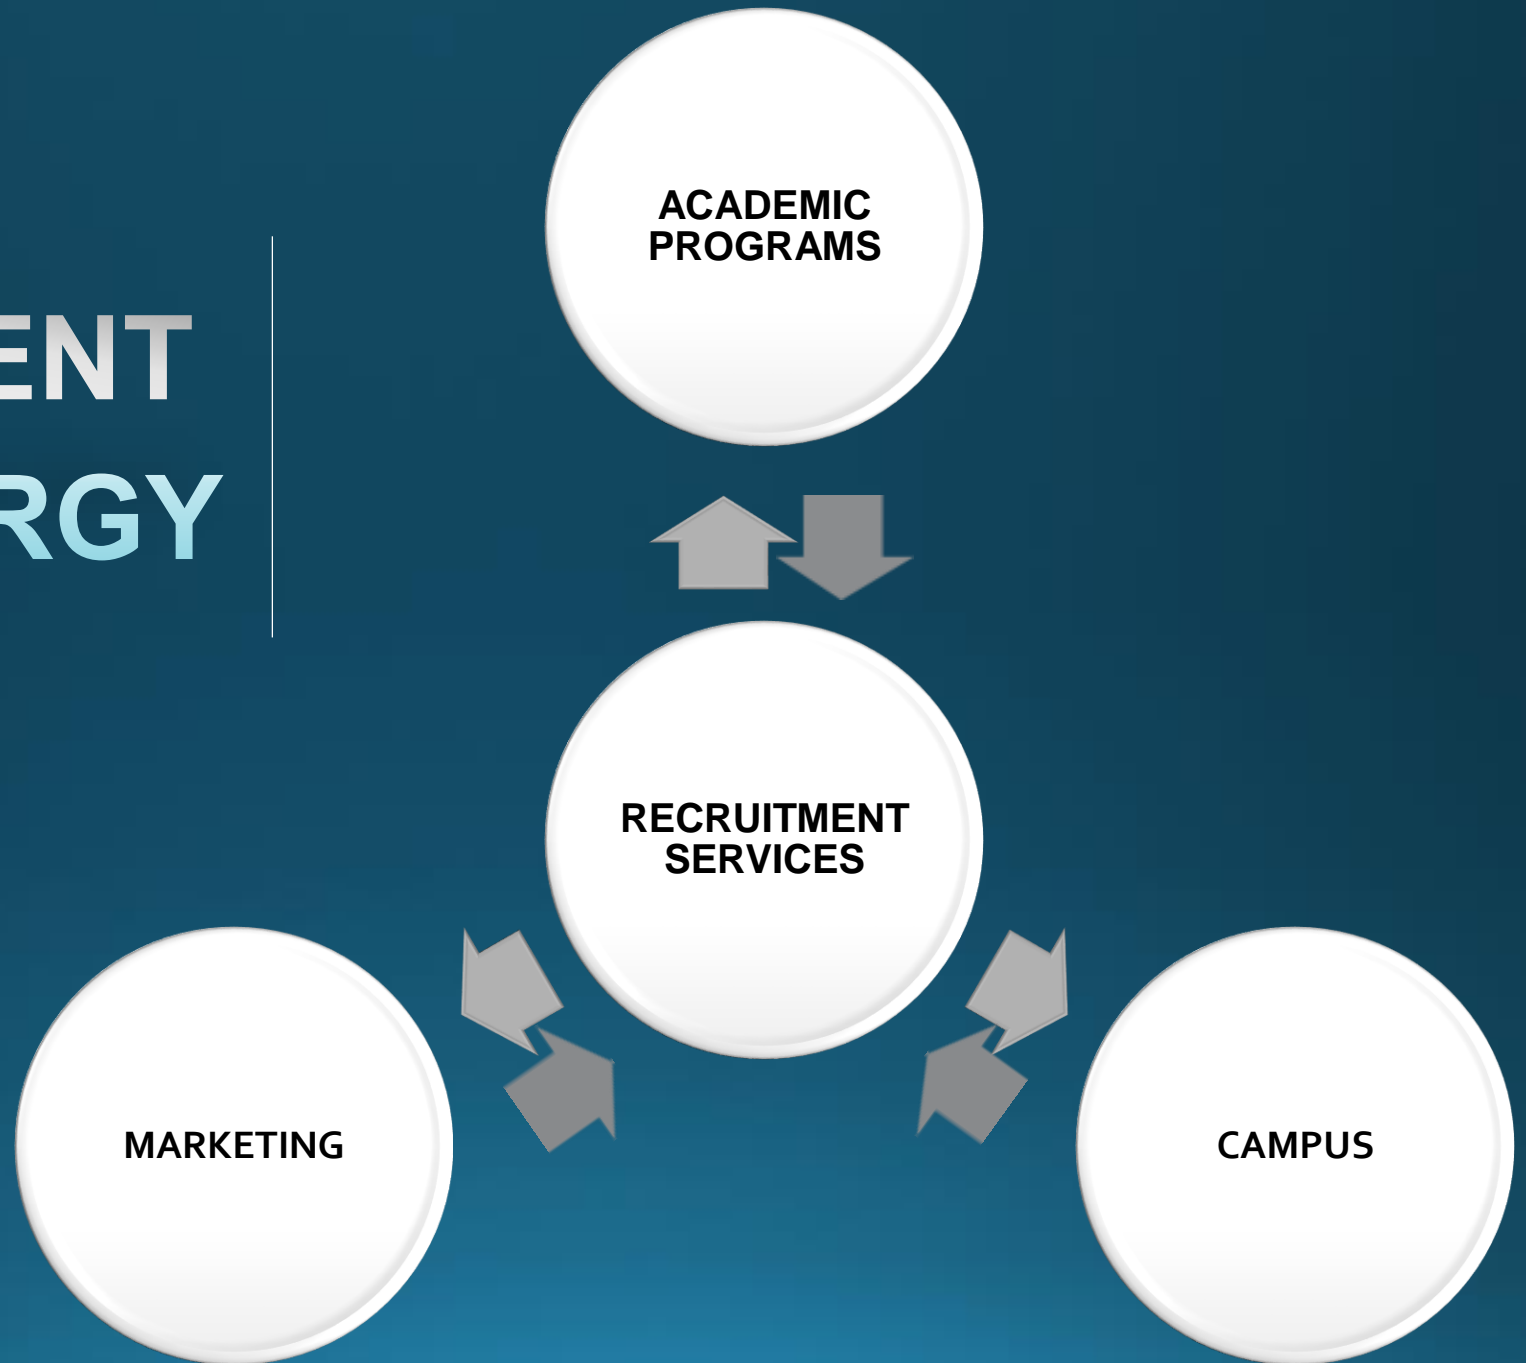 ENT
RGY
ACADEMIC
PROGRAMS
RECRUITMENT
SERVICES
MARKETING
CAMPUS